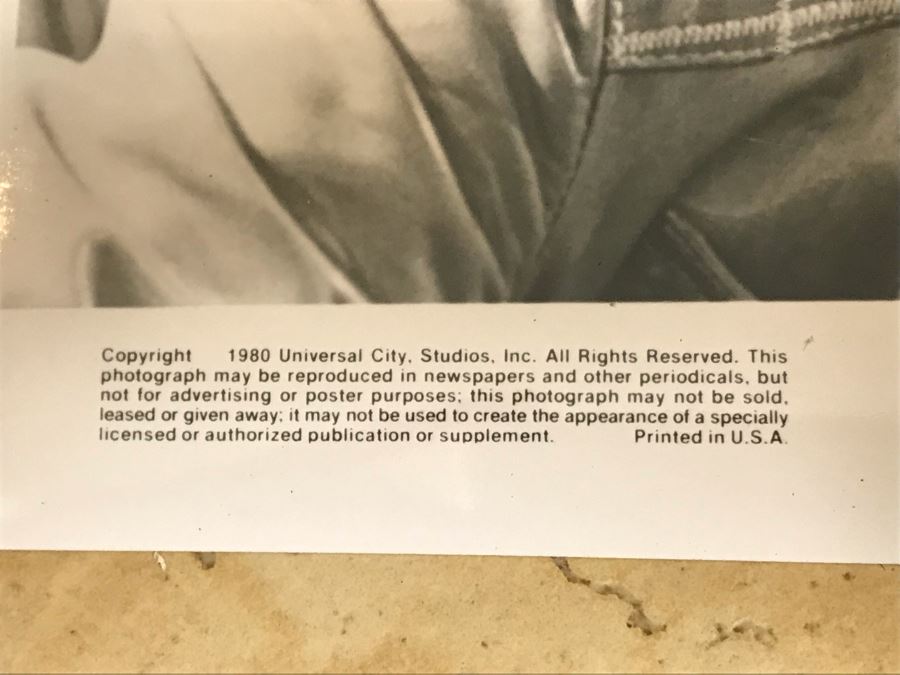 Copyright 1980 Universal City, Studios, Inc. All Rights Reserved. This
photograph may be reproduced in newspapers and other periodicals, but
not for advertising or poster purposes; this photograph may not be sold,
leased or given away; it may not be used to create the appearance of a specially
licensed or authorized publication or supplement. Printed in U.S.A.